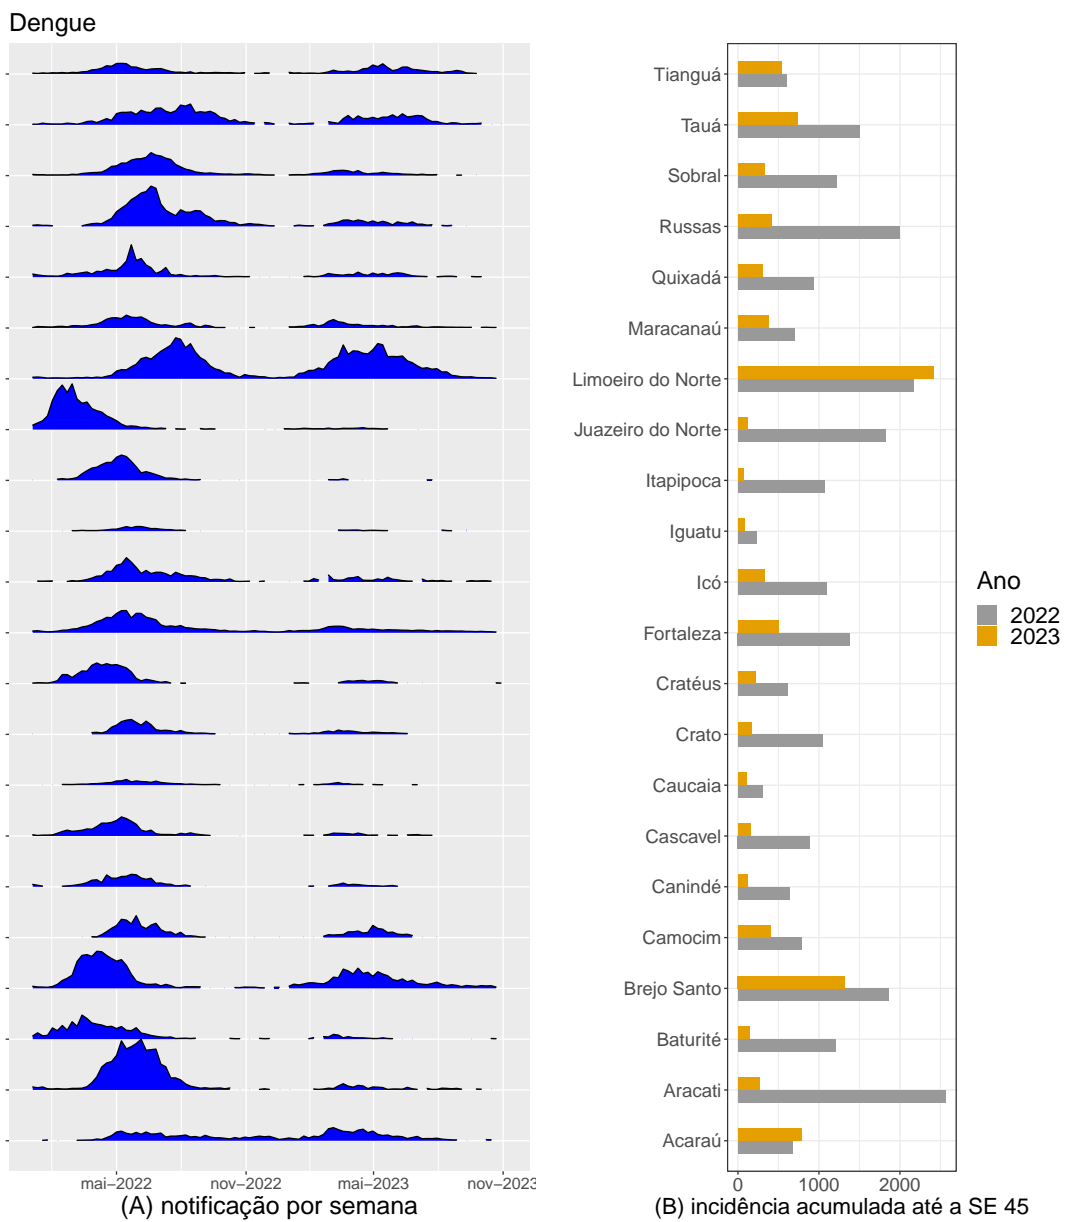 Dengue
Tianguá
Tauá
Sobral
Russas
Quixadá
Maracanaú
Limoeiro do Norte
Juazeiro do Norte
Itapipoca
Iguatu
Icó
Fortaleza
Cratéus
Crato
Caucaia
Cascavel
Canindé
Camocim
Brejo Santo
Baturité
Aracati
Acaraú
Ano
2022
2023
mai−2022 nov−2022 mai−2023 nov−2023
(A) notificação por semana
0 1000 2000
(B) incidência acumulada até a SE 45